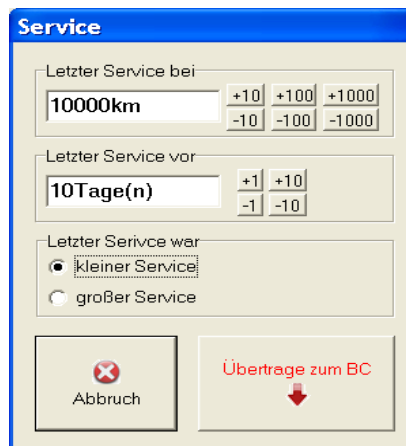 Service
Letzter Service bei
10000km
+10 +100 +1000
-10 -100 -1000
Letzter Service vor
10Tage(n)
+1 +10
-1 -10
Letzter Serivce war
kleiner Service
großer Service
Abbruch
Übertrage zum BC